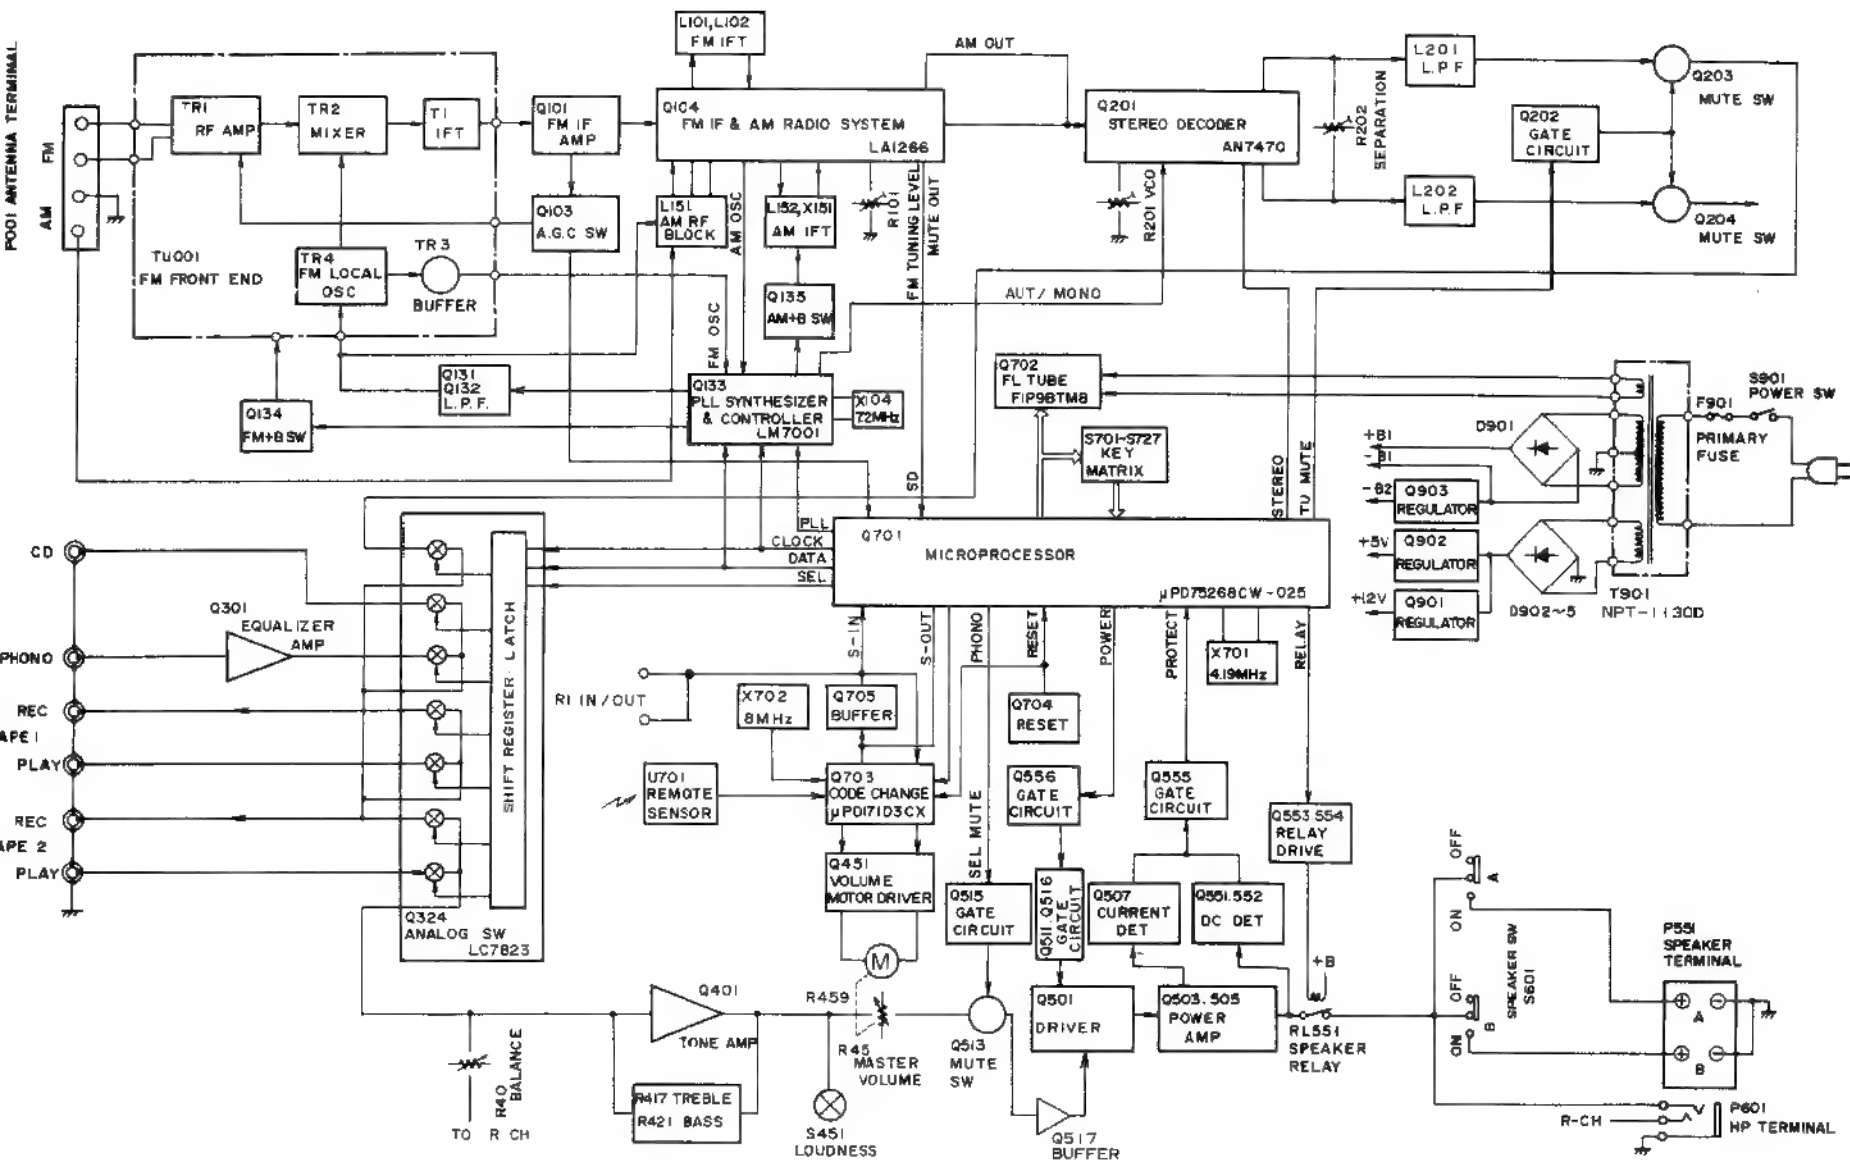 P001 ANTENNA TERMINAL
FM
AM
TR1
RF AMP
TR2
MIXER
T1
IFT
TU001
FM FRONT END
TR4
FM LOCAL
OSC
TR3
BUFFER
Q101
FM IF
AMP
Q103
A.G.C SW
L101,L102
FM IFT
Q104
FM IF & AM RADIO SYSTEM
LA1266
AM OUT
L151
AM RF
BLOCK
AM OSC
L152,X151
AM IFT
R101
FM TUNING LEVEL
MUTE OUT
Q135
AM+B SW
FM OSC
Q201
STEREO DECODER
AN7470
R201 VCO
R202
SEPARATION
L201
L.P.F
L202
L.P.F
Q202
GATE
CIRCUIT
Q203
MUTE SW
Q204
MUTE SW
AUT/ MONO
Q131
Q132
L.P.F.
Q134
FM+B SW
Q133
PLL SYNTHESIZER
& CONTROLLER
LM7001
X104
7.2MHz
Q702
FL TUBE
FIP9BTM8
S701-S727
KEY
MATRIX
SD
STEREO
TU MUTE
D901
+B1
-B1
-B2
Q903
REGULATOR
+5V
Q902
REGULATOR
+12V
Q901
REGULATOR
D902~5
T901
NPT-1130D
F901
PRIMARY
FUSE
S901
POWER SW
PLL
CLOCK
DATA
SEL
Q701
MICROPROCESSOR
µPD75268CW-025
CD
PHONO
REC
APE 1
PLAY
REC
APE 2
PLAY
Q301
EQUALIZER
AMP
SHIFT REGISTER・LATCH
Q324
ANALOG SW
LC7823
S-IN
S-OUT
PHONO
RESET
POWER
PROTECT
X701
4.19MHz
RELAY
RI IN/OUT
X702
8MHz
Q705
BUFFER
Q704
RESET
U701
REMOTE
SENSOR
Q703
CODE CHANGE
µPD17103CX
Q451
VOLUME
MOTOR DRIVER
M
SEL MUTE
Q556
GATE
CIRCUIT
Q555
GATE
CIRCUIT
Q553.554
RELAY
DRIVE
Q515
GATE
CIRCUIT
Q511.Q516
GATE
CIRCUIT
Q507
CURRENT
DET
Q551.552
DC DET
+B
Q401
TONE AMP
R459
R45
MASTER
VOLUME
Q513
MUTE
SW
Q501
DRIVER
Q503.505
POWER
AMP
RL551
SPEAKER
RELAY
R40
BALANCE
TO R CH
R417 TREBLE
R421 BASS
S451
LOUDNESS
Q517
BUFFER
OFF
A
ON
OFF
B
ON
SPEAKER SW
S601
P551
SPEAKER
TERMINAL
A
B
R-CH
P601
HP TERMINAL